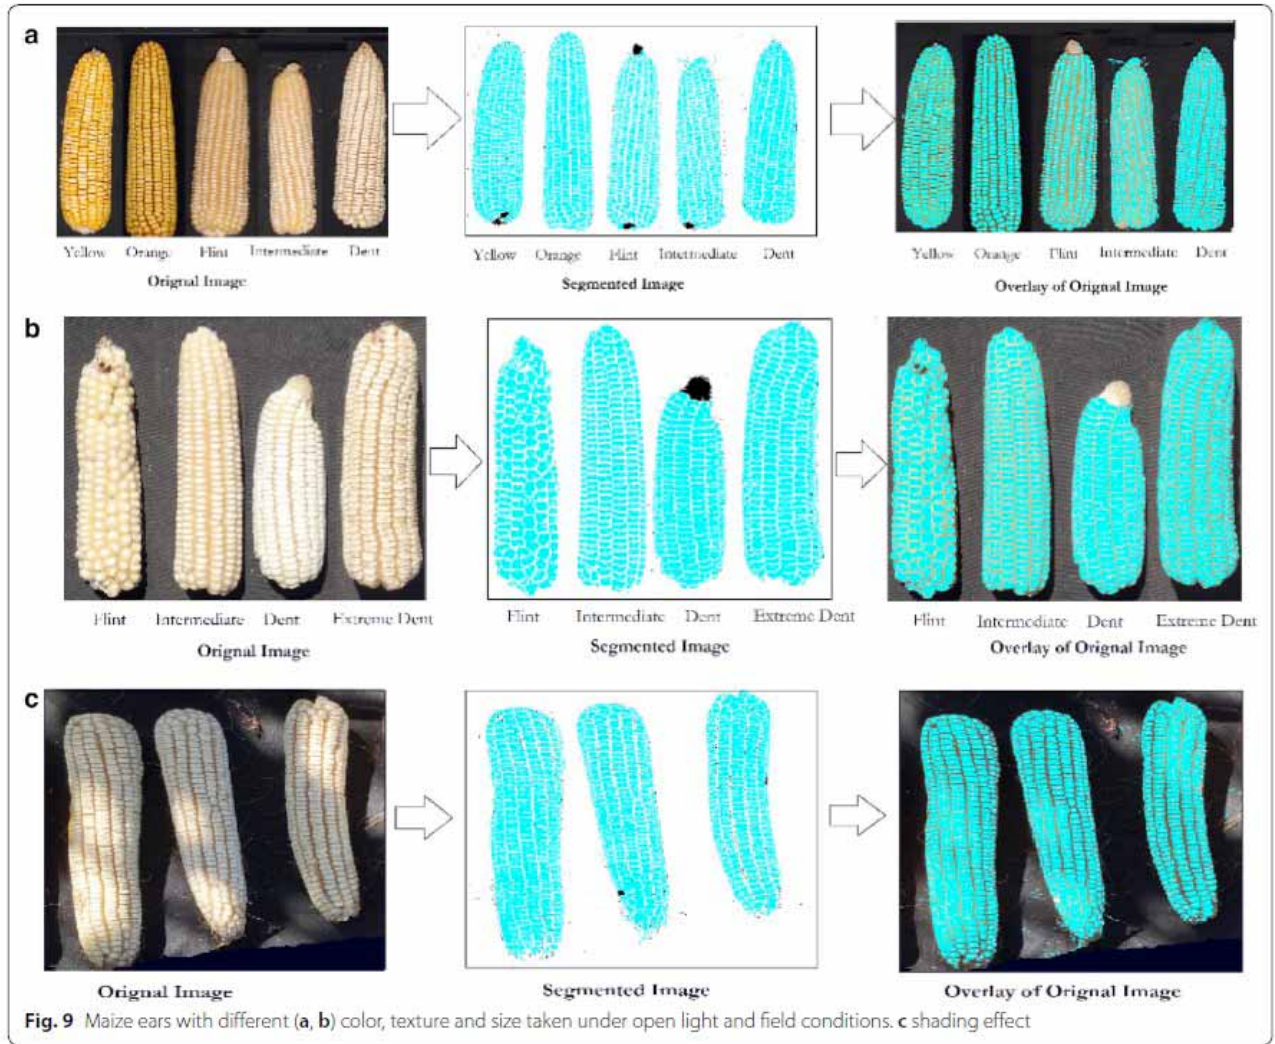 a
Yellow Orange Flint Intermediate Dent
Orignal Image
Yellow Orange Flint Intettmediate Dent
Segmented Image
Yellow Orange Flint Intermediate Dent
Overlay of Orignal Image
b
Flint Intermediate Dent Extreme Dent
Orignal Image
Flint Intermediate Dent Extreme Dent
Segmented Image
Flint Intermediate Dent Extreme Dent
Overlay of Orignal Image
c
Orignal Image
Segmented Image
Overlay of Orignal Image
Fig. 9 Maize ears with different (a, b) color, texture and size taken under open light and field conditions. c shading effect